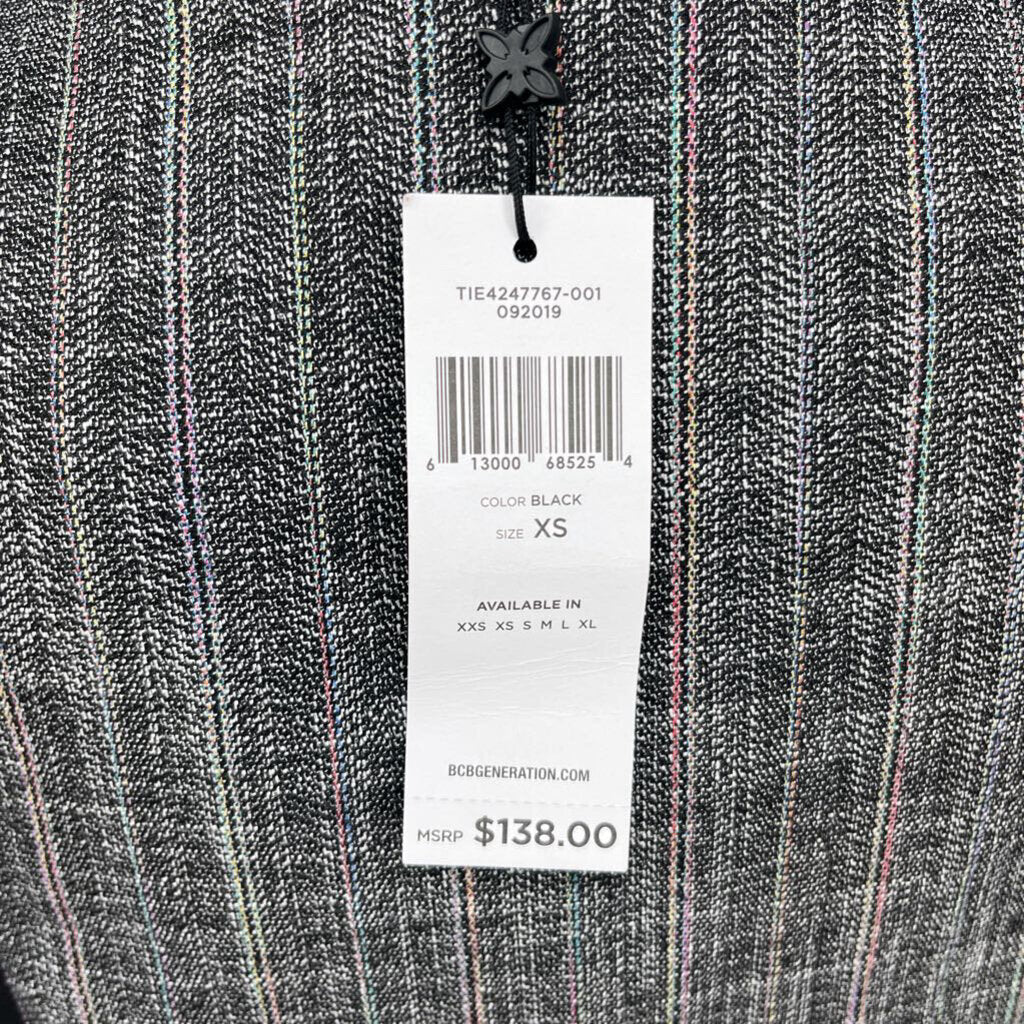 TIE4247767-001
092019
6 13000 68525 4
COLOR BLACK
SIZE XS
AVAILABLE IN
XXS XS S M L XL
BCBGENERATION.COM
MSRP $138.00